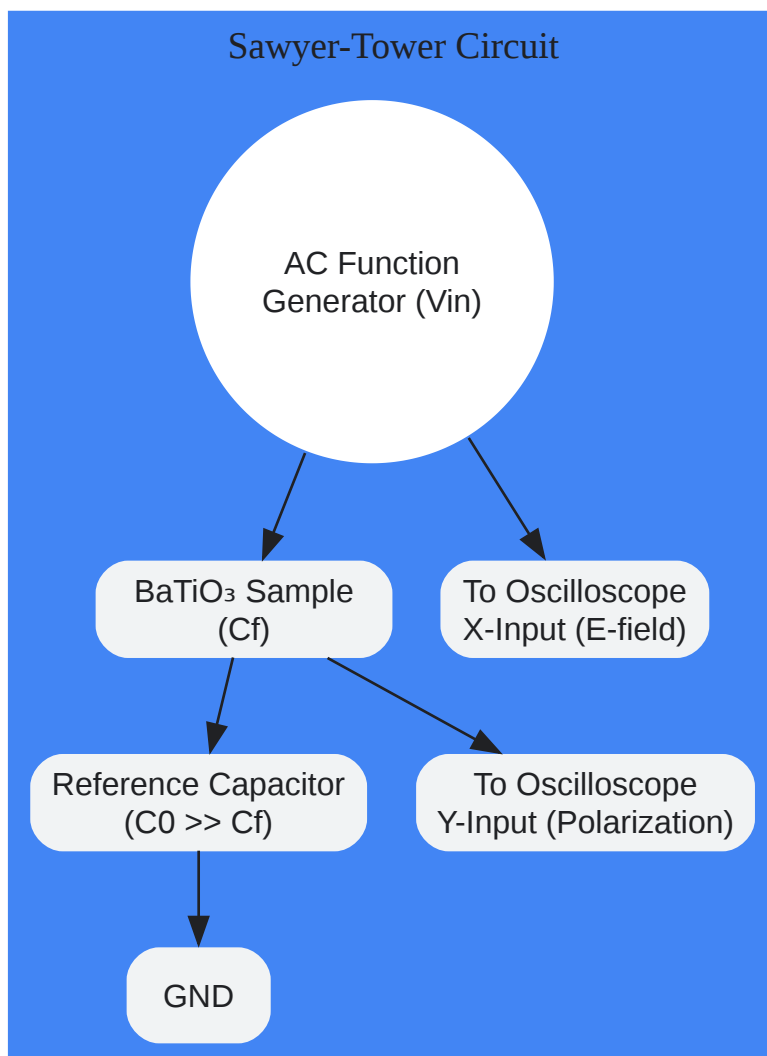 Sawyer-Tower Circuit
AC Function
Generator (Vin)
BaTiO₃ Sample
(Cf)
To Oscilloscope
X-Input (E-field)
Reference Capacitor
(C0 >> Cf)
To Oscilloscope
Y-Input (Polarization)
GND